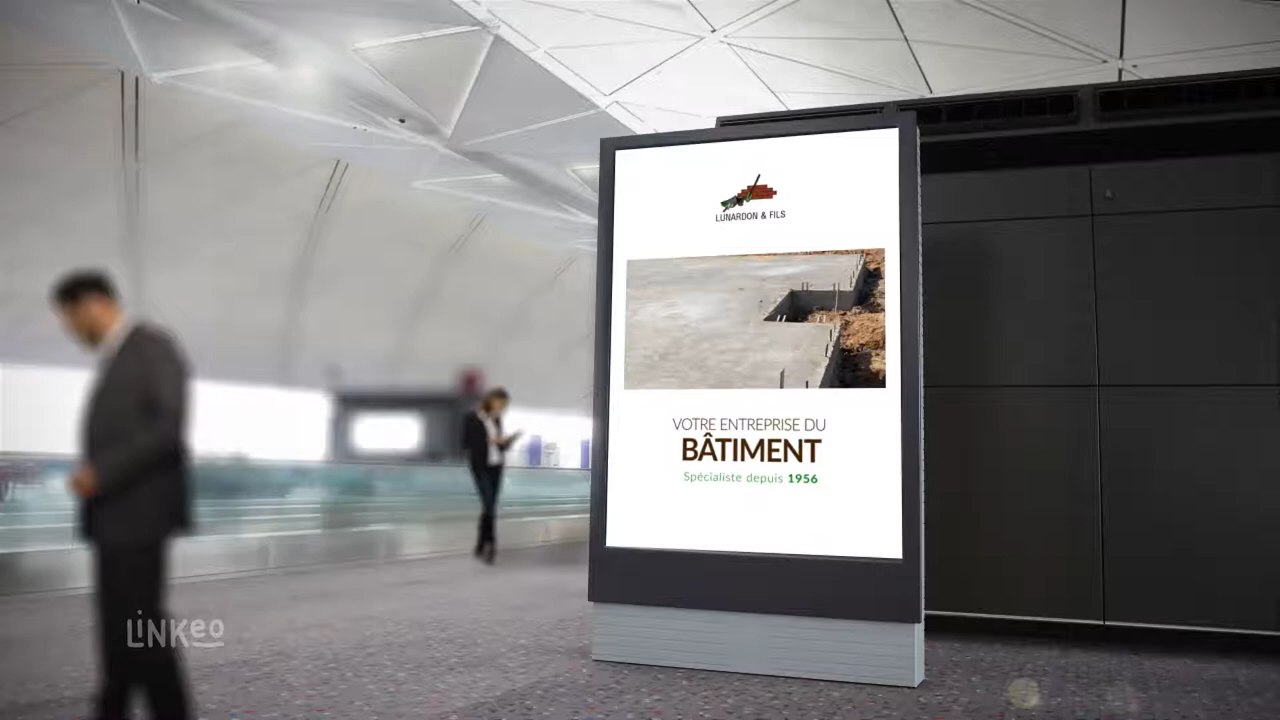 LUNARDON & FILS
VOTRE ENTREPRISE DU
BÂTIMENT
Spécialiste depuis 1956
LINKEO